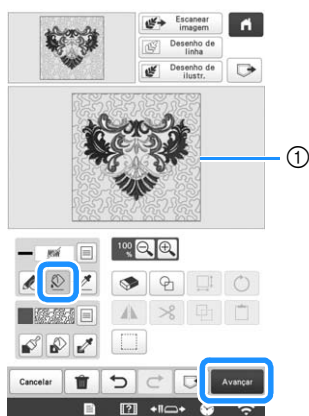 Escanear
imagem
Desenho de
linha
Desenho de
ilustr.
①
100
%
Cancelar
Avançar